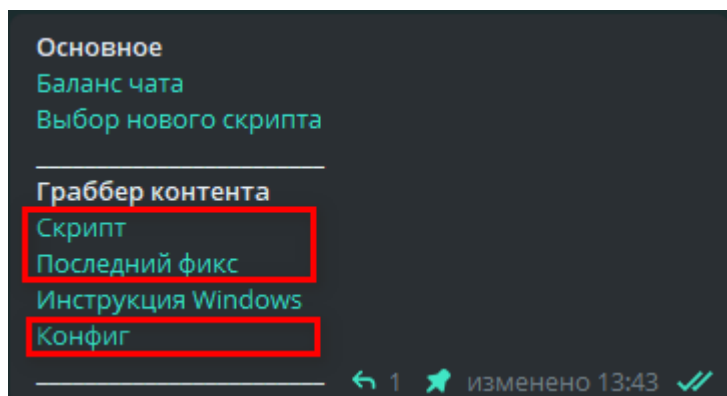 Основное
Баланс чата
Выбор нового скрипта
Граббер контента
Скрипт
Последний фикс
Инструкция Windows
Конфиг
1 изменено 13:43